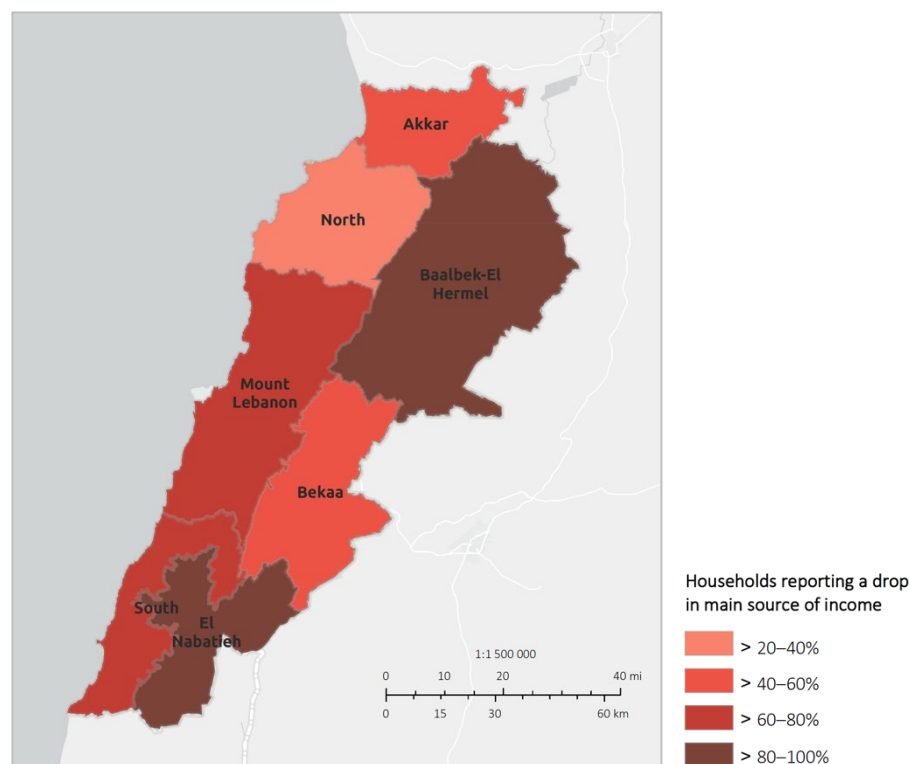 Akkar
North
Baalbek-El
Hermel
Mount
Lebanon
Bekaa
South
El
Nabatieh
1:1 500 000
0 10 20 40 mi
0 15 30 60 km
Households reporting a drop
in main source of income
> 20–40%
> 40–60%
> 60–80%
> 80–100%